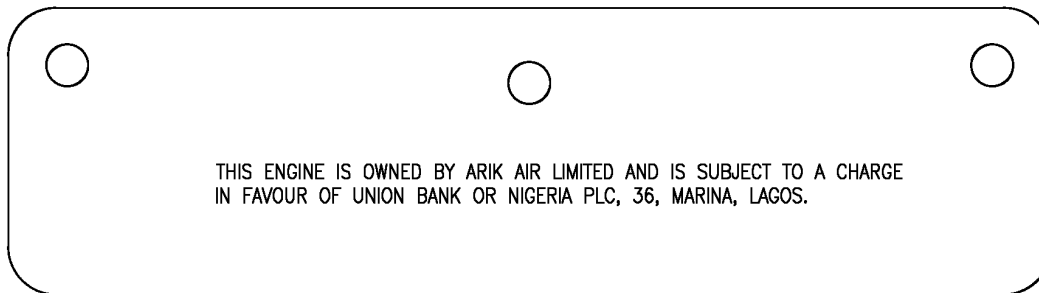 THIS ENGINE IS OWNED BY ARIK AIR LIMITED AND IS SUBJECT TO A CHARGE
IN FAVOUR OF UNION BANK OR NIGERIA PLC, 36, MARINA, LAGOS.